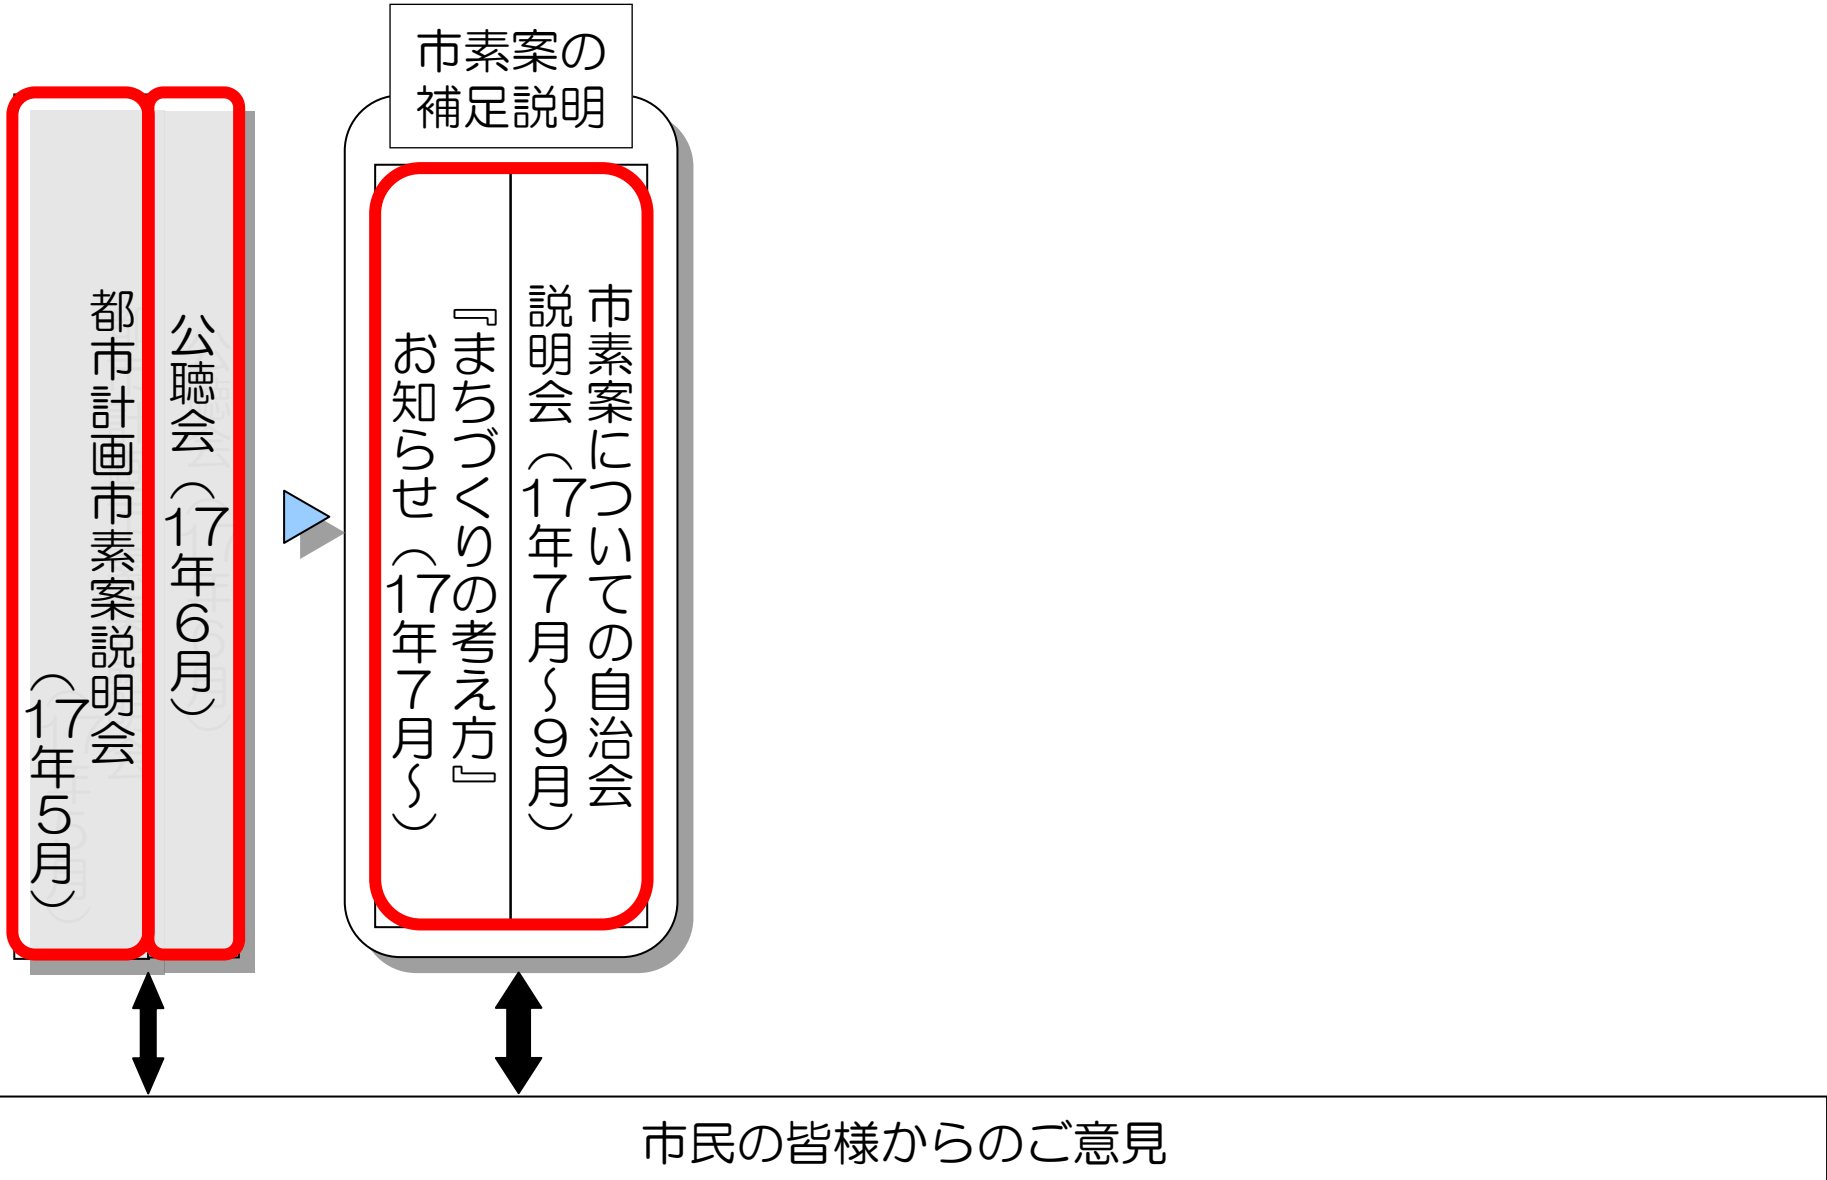 都市計画市素案説明会
（17年５月）
公聴会（17年６月）
市素案の
補足説明
『まちづくりの考え方』
お知らせ（17年７月～）
市素案についての自治会
説明会（17年７月～９月）
市民の皆様からのご意見